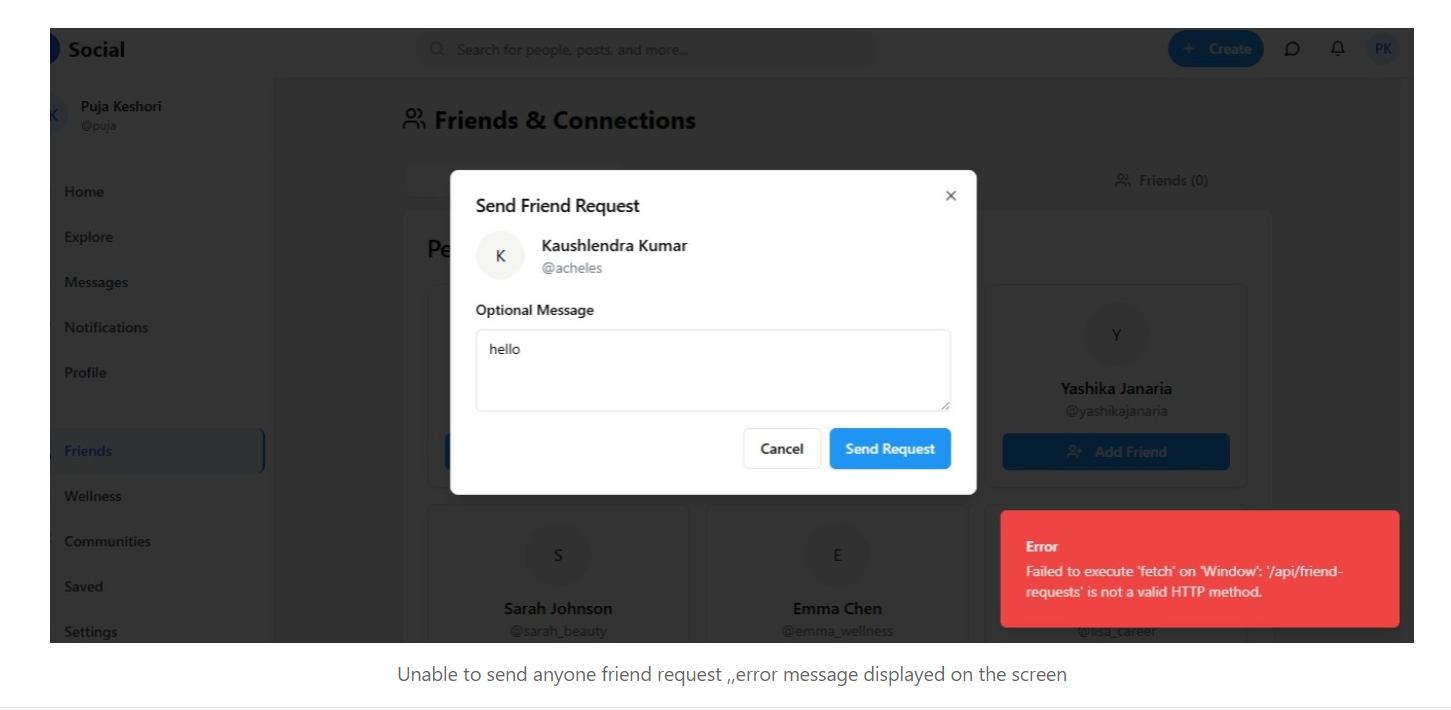 Social
Search for people, posts, and more...
+ Create
PK
Puja Keshori
@puja
Friends & Connections
Home
Explore
Messages
Notifications
Profile
Friends
Wellness
Communities
Saved
Settings
Friends (0)
Pe
Send Friend Request
K
Kaushlendra Kumar
@acheles
Optional Message
hello
Cancel
Send Request
Y
Yashika Janaria
@yashikajanaria
Add Friend
S
Sarah Johnson
@sarah_beauty
E
Emma Chen
@emma_wellness
@lisa_career
Error
Failed to execute 'fetch' on 'Window': '/api/friend-
requests' is not a valid HTTP method.
Unable to send anyone friend request ,,error message displayed on the screen